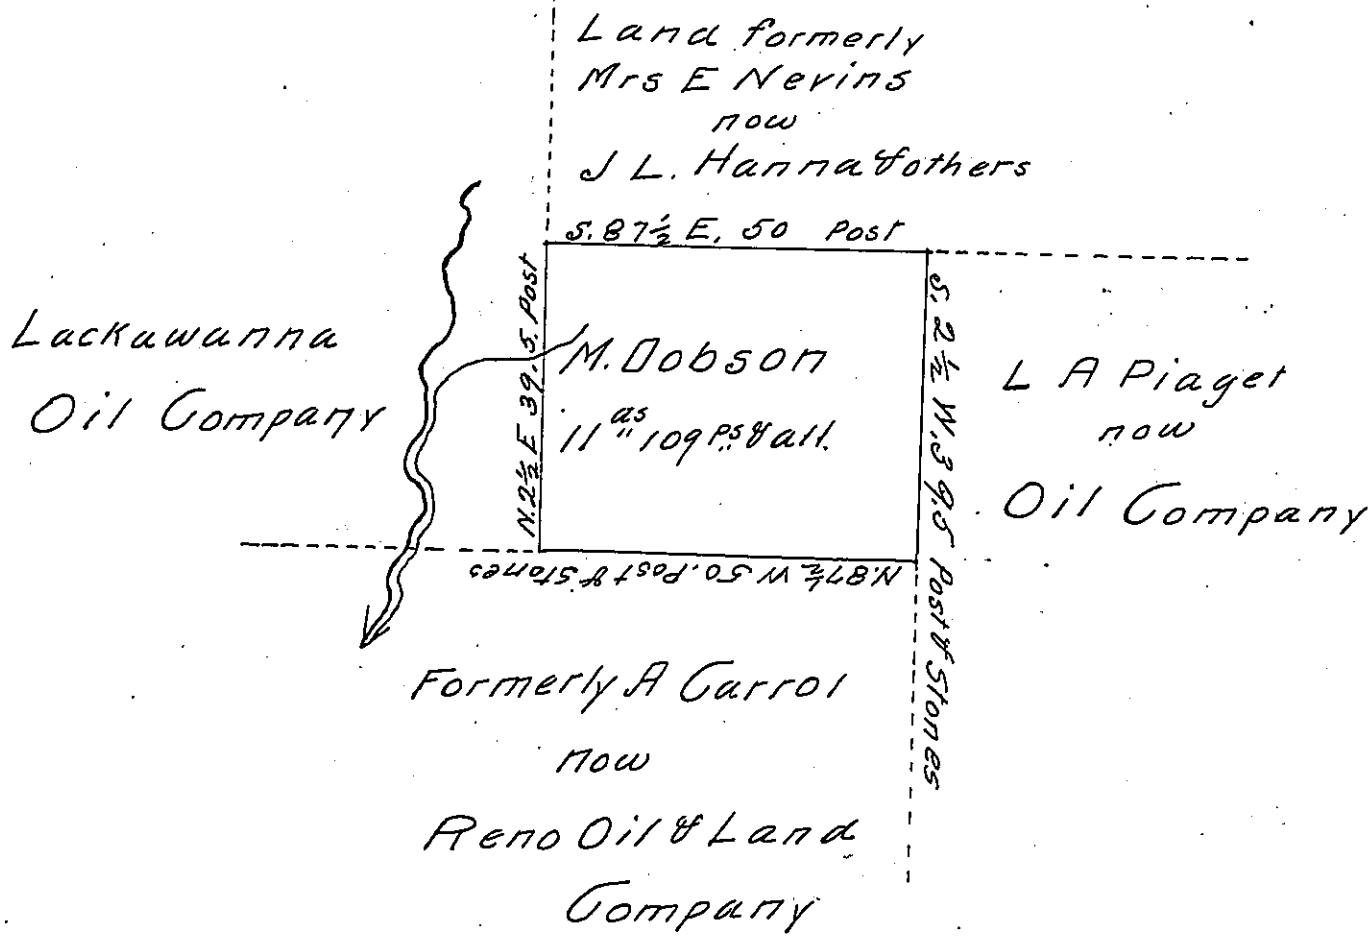 Land formerly
Mrs E Nevins
now
J L. Hanna & others
S. 87½ E, 50 Post
N. 2½ E 39.5. Post
S. 2½ W. 39.5 Post & Stones
N. 87½ W 50. Post & Stones
Lackawanna
Oil Company
M. Dobson
11 as " 109 ps & all.
L A Piaget
now
Oil Company
Formerly A Carrol
now
Reno Oil & Land
Company